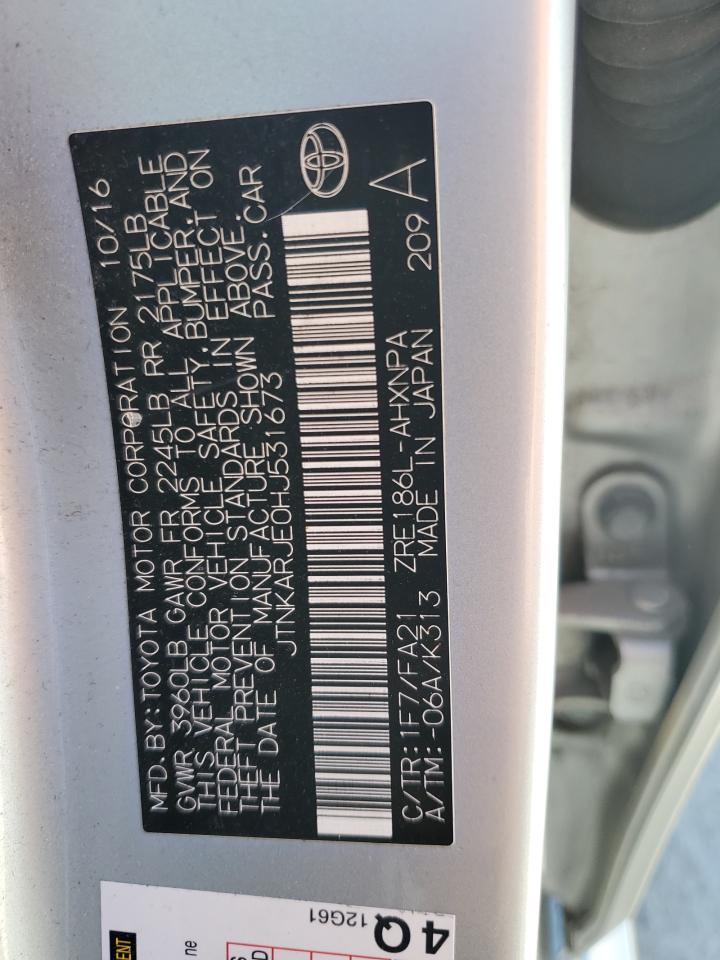 MFD. BY: TOYOTA MOTOR CORPORATION 10/16
GVWR 3960LB GAWR FR 2245LB RR 2175LB
THIS VEHICLE CONFORMS TO ALL APPLICABLE
FEDERAL MOTOR VEHICLE SAFETY, BUMPER, AND
THEFT PREVENTION STANDARDS IN EFFECT ON
THE DATE OF MANUFACTURE SHOWN ABOVE.
JTNKARJE0HJ531673 PASS. CAR
C/TR: 1F7/FA21 ZRE186L-AHXNPA 209 A
A/TM: -06A/K313 MADE IN JAPAN
4Q
12G61
ne
ENT